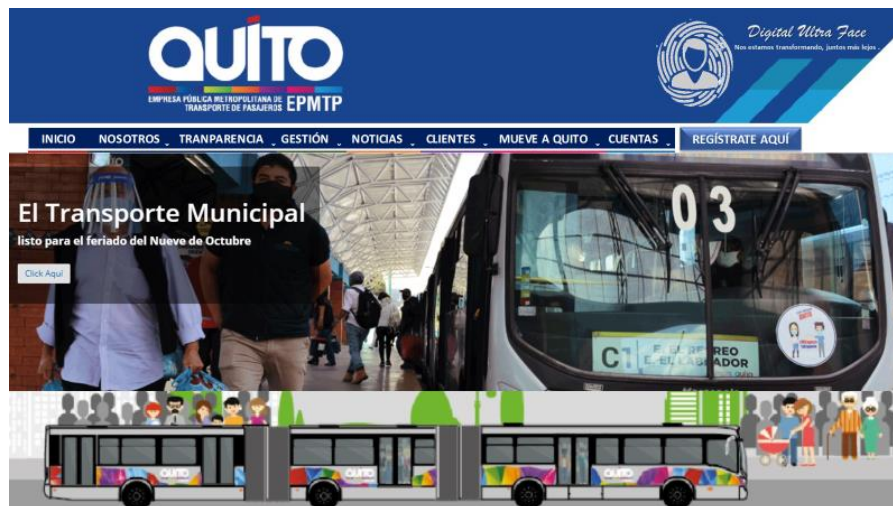 QUITO
EMPRESA PÚBLICA METROPOLITANA DE
TRANSPORTE DE PASAJEROS EPMTP
Digital Ultra Face
Nos estamos transformando, juntos más lejos .
INICIO NOSOTROS TRANPARENCIA GESTIÓN NOTICIAS CLIENTES MUEVE A QUITO CUENTAS REGÍSTRATE AQUÍ
El Transporte Municipal
listo para el feriado del Nueve de Octubre
Click Aquí
03
C1
QUITO QUITO QUITO